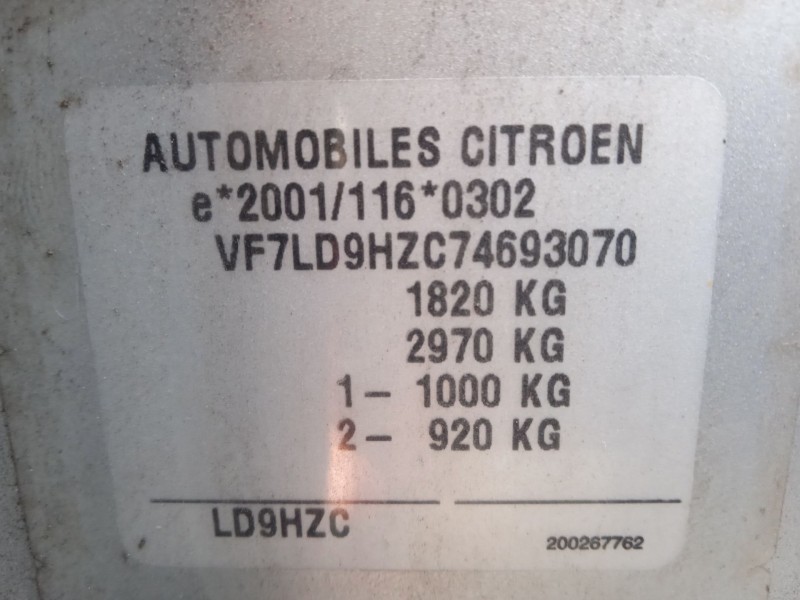 AUTOMOBILES CITROEN
e*2001/116*0302
VF7LD9HZC74693070
1820 KG
2970 KG
1- 1000 KG
2- 920 KG
LD9HZC
200267762